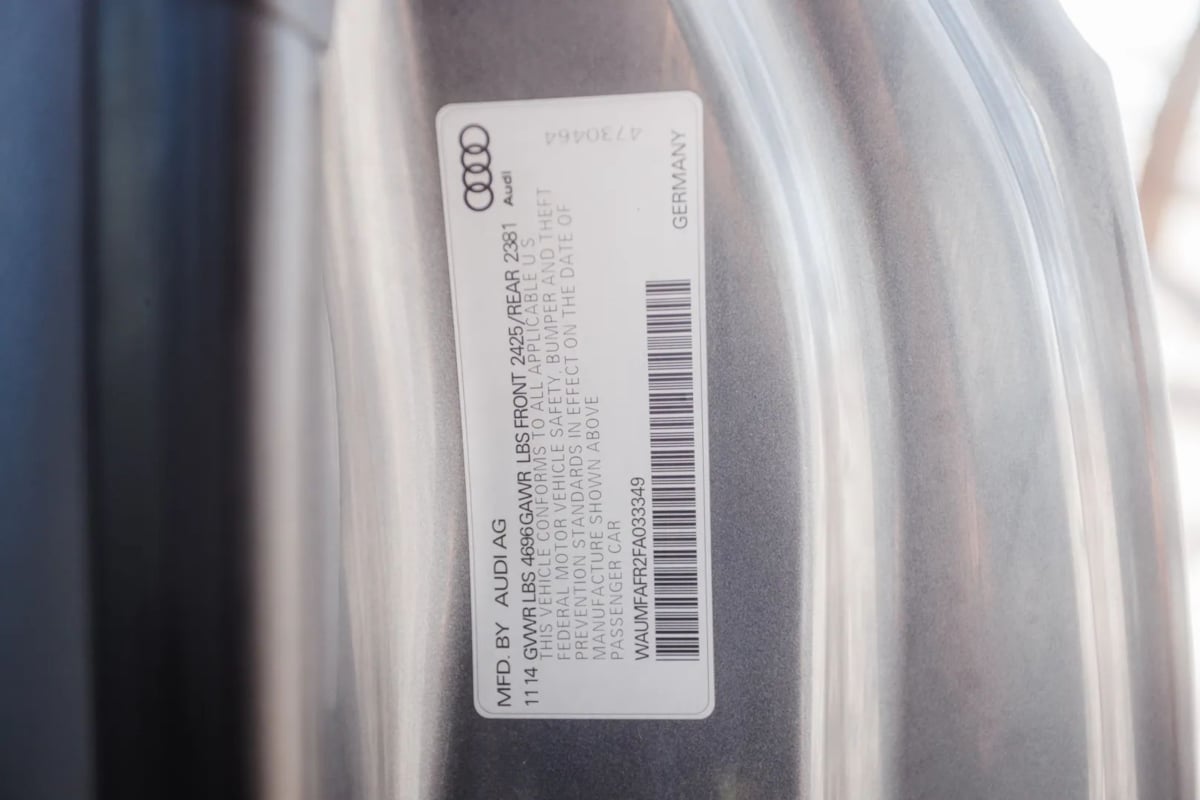 MFD. BY AUDI AG
Audi
11 14 GVWR LBS 4696 GAWR LBS FRONT 2425/REAR 2381
THIS VEHICLE CONFORMS TO ALL APPLICABLE U S
FEDERAL MOTOR VEHICLE SAFETY, BUMPER AND THEFT
PREVENTION STANDARDS IN EFFECT ON THE DATE OF
MANUFACTURE SHOWN ABOVE
PASSENGER CAR
4730464
WAUMFAFR2FA033349
GERMANY